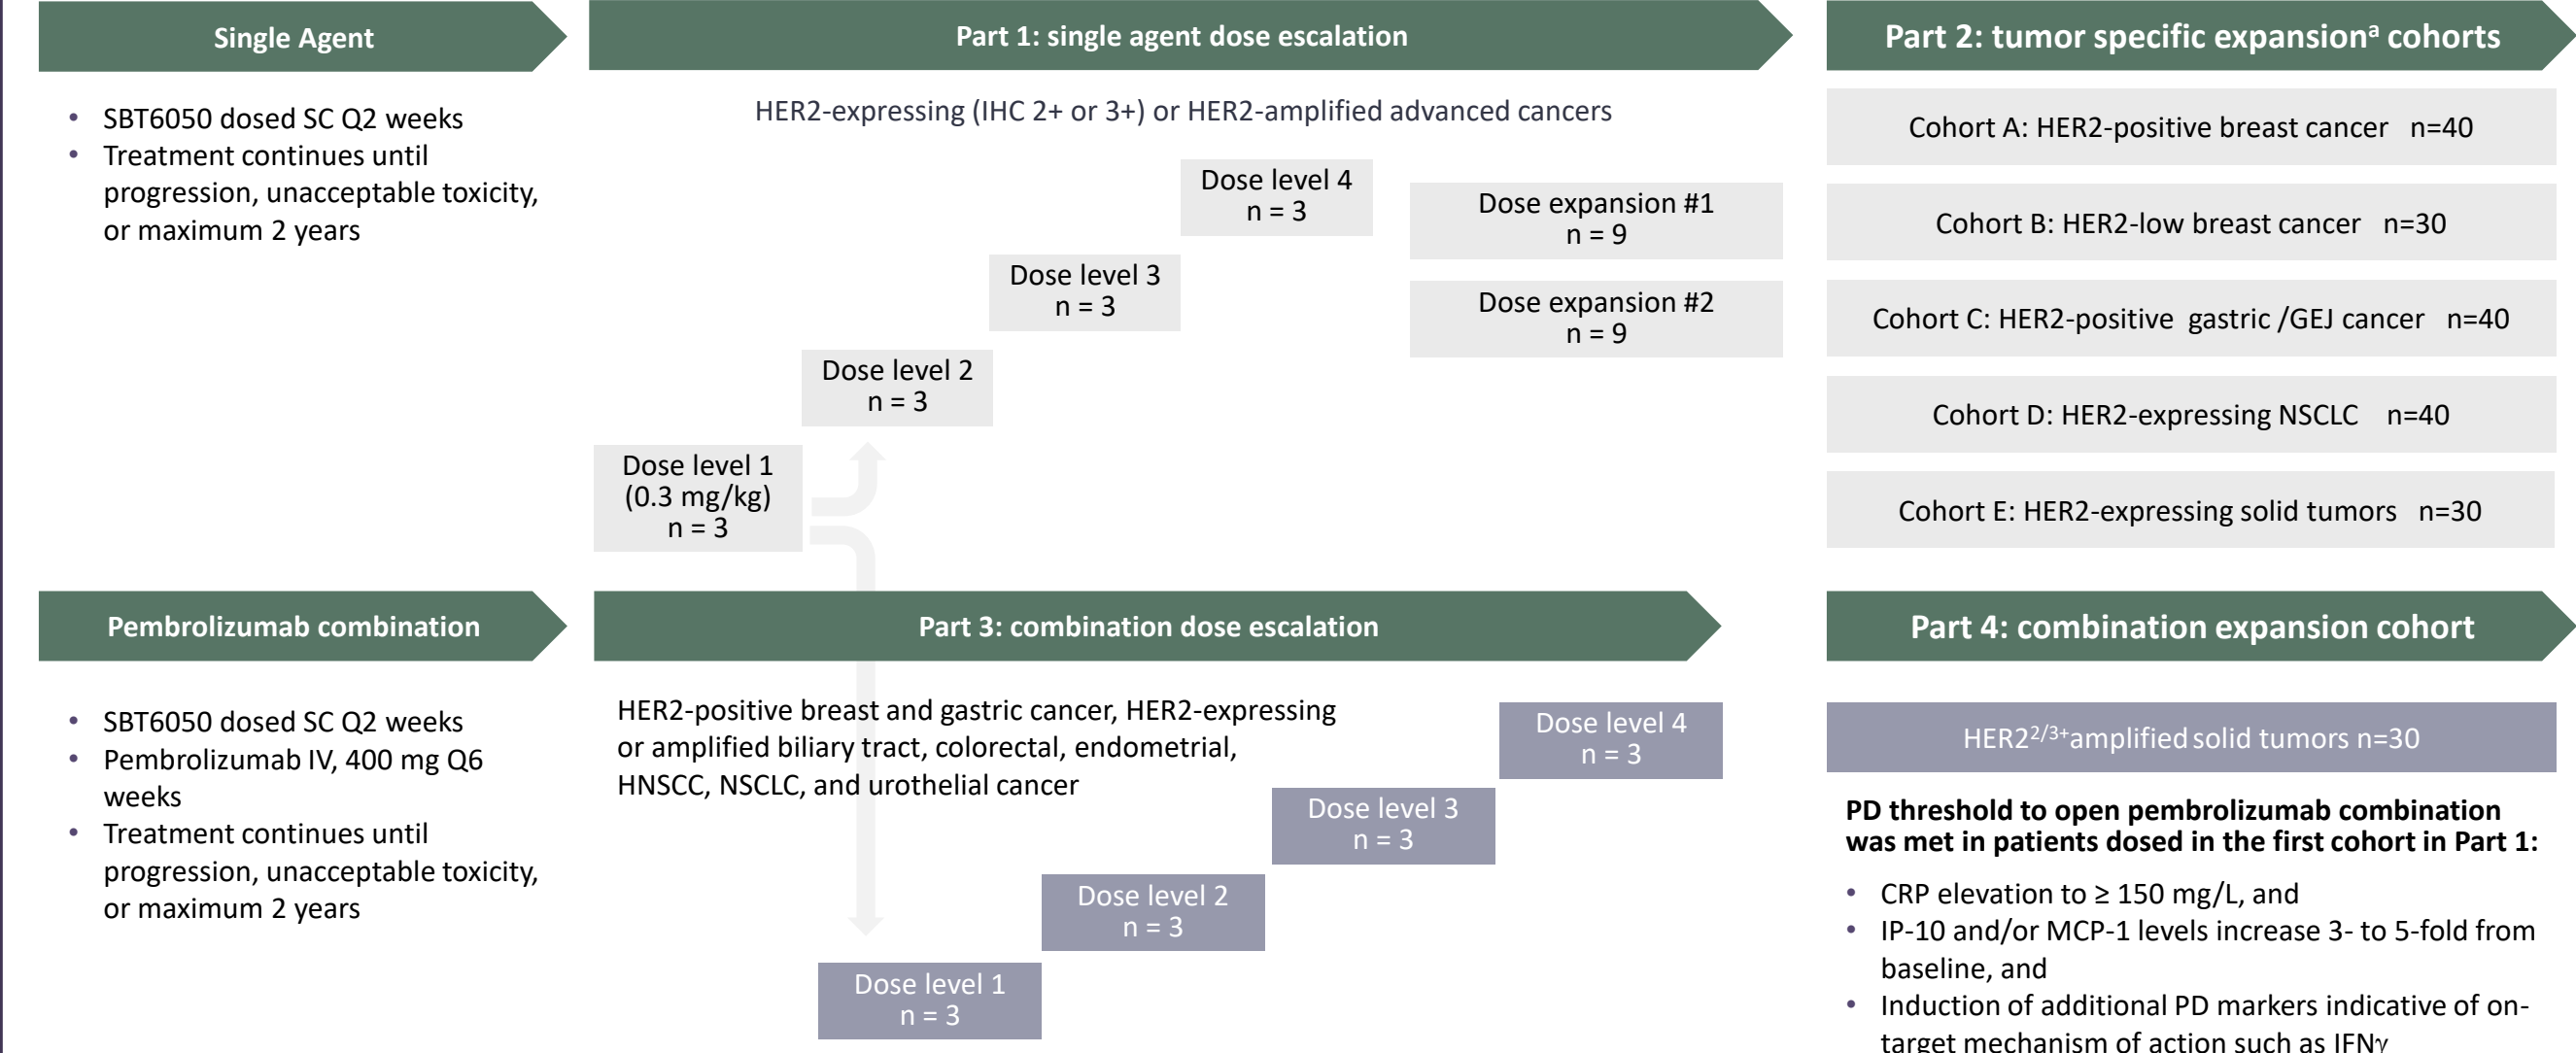 Single Agent
• SBT6050 dosed SC Q2 weeks
• Treatment continues until
progression, unacceptable toxicity,
or maximum 2 years
Part 1: single agent dose escalation
HER2-expressing (IHC 2+ or 3+) or HER2-amplified advanced cancers
Dose level 1
(0.3 mg/kg)
n = 3
Dose level 2
n = 3
Dose level 3
n = 3
Dose level 4
n = 3
Dose expansion #1
n = 9
Dose expansion #2
n = 9
Part 2: tumor specific expansionᵃ cohorts
Cohort A: HER2-positive breast cancer n=40
Cohort B: HER2-low breast cancer n=30
Cohort C: HER2-positive gastric /GEJ cancer n=40
Cohort D: HER2-expressing NSCLC n=40
Cohort E: HER2-expressing solid tumors n=30
Pembrolizumab combination
• SBT6050 dosed SC Q2 weeks
• Pembrolizumab IV, 400 mg Q6
weeks
• Treatment continues until
progression, unacceptable toxicity,
or maximum 2 years
Part 3: combination dose escalation
HER2-positive breast and gastric cancer, HER2-expressing
or amplified biliary tract, colorectal, endometrial,
HNSCC, NSCLC, and urothelial cancer
Dose level 1
n = 3
Dose level 2
n = 3
Dose level 3
n = 3
Dose level 4
n = 3
Part 4: combination expansion cohort
HER2²ᐟ³⁺amplified solid tumors n=30
PD threshold to open pembrolizumab combination
was met in patients dosed in the first cohort in Part 1:
• CRP elevation to ≥ 150 mg/L, and
• IP-10 and/or MCP-1 levels increase 3- to 5-fold from
baseline, and
• Induction of additional PD markers indicative of on-
target mechanism of action such as IFNγ